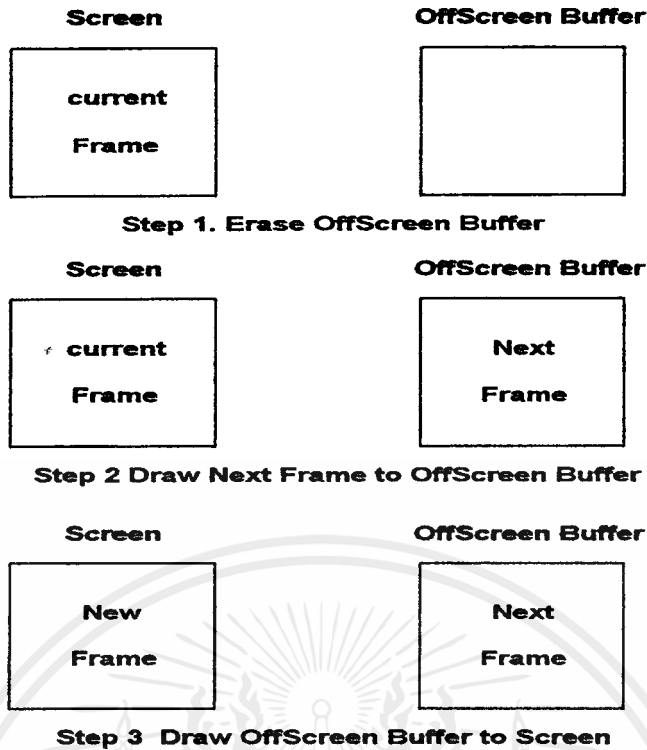 Screen OffScreen Buffer
current
Frame
Step 1. Erase OffScreen Buffer
Screen OffScreen Buffer
current Next
Frame Frame
Step 2 Draw Next Frame to OffScreen Buffer
Screen OffScreen Buffer
New Next
Frame Frame
Step 3 Draw OffScreen Buffer to Screen